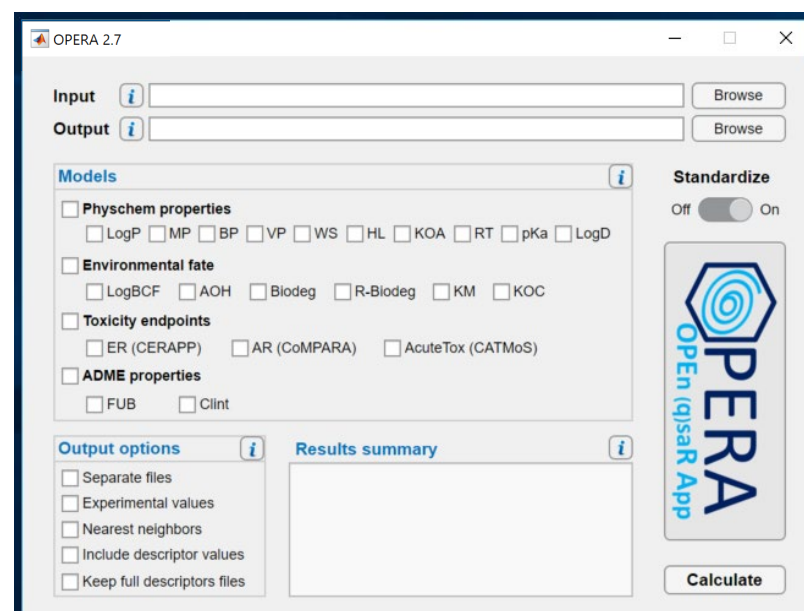 OPERA 2.7
Input i Browse
Output i Browse
Models i
Physchem properties
LogP MP BP VP WS HL KOA RT pKa LogD
Environmental fate
LogBCF AOH Biodeg R-Biodeg KM KOC
Toxicity endpoints
ER (CERAPP) AR (CoMPARA) AcuteTox (CATMoS)
ADME properties
FUB Clint
Standardize
Off On
OPERA
OPEn (q)saR App
Output options i
Separate files
Experimental values
Nearest neighbors
Include descriptor values
Keep full descriptors files
Results summary i
Calculate